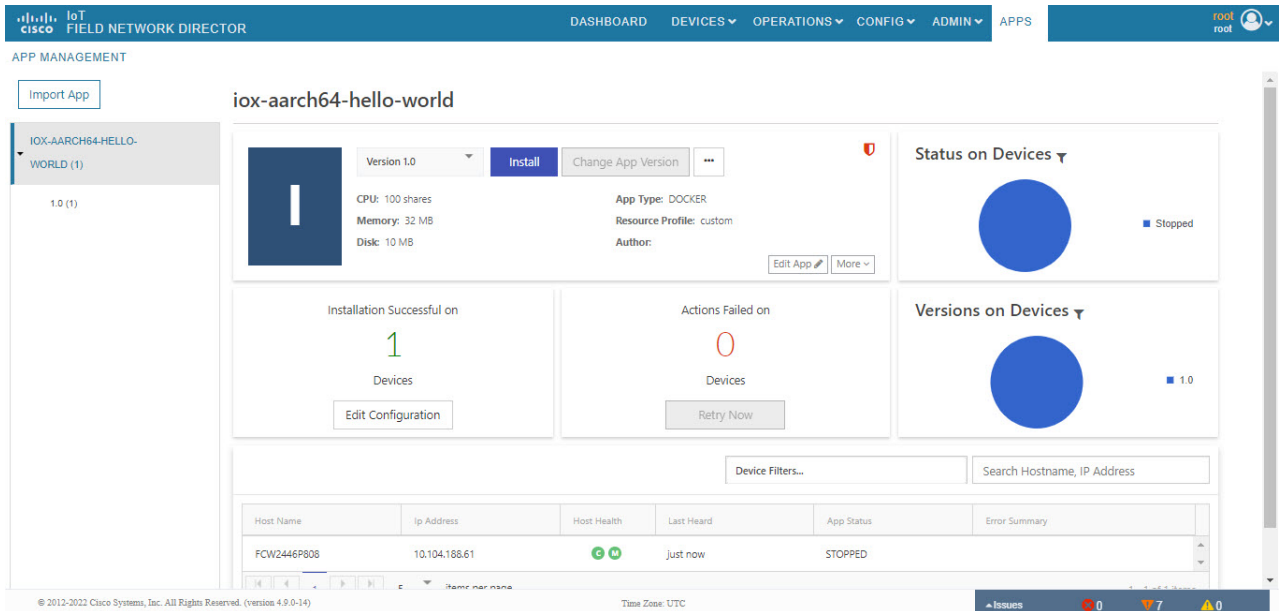 IoT
CISCO FIELD NETWORK DIRECTOR
DASHBOARD DEVICES OPERATIONS CONFIG ADMIN APPS
root
root
APP MANAGEMENT
Import App
iox-aarch64-hello-world
IOX-AARCH64-HELLO-
WORLD (1)
1.0 (1)
I
Version 1.0 Install Change App Version ...
CPU: 100 shares App Type: DOCKER
Memory: 32 MB Resource Profile: custom
Disk: 10 MB Author:
Edit App More
Status on Devices
Stopped
Installation Successful on
1
Devices
Edit Configuration
Actions Failed on
0
Devices
Retry Now
Versions on Devices
1.0
Device Filters... Search Hostname, IP Address
Host Name Ip Address Host Health Last Heard App Status Error Summary
FCW2446P808 10.104.188.61 C M just now STOPPED
1 5 items per page 1 - 1 of 1 items
© 2012-2022 Cisco Systems, Inc. All Rights Reserved. (version 4.9.0-14) Time Zone: UTC Issues 0 7 0